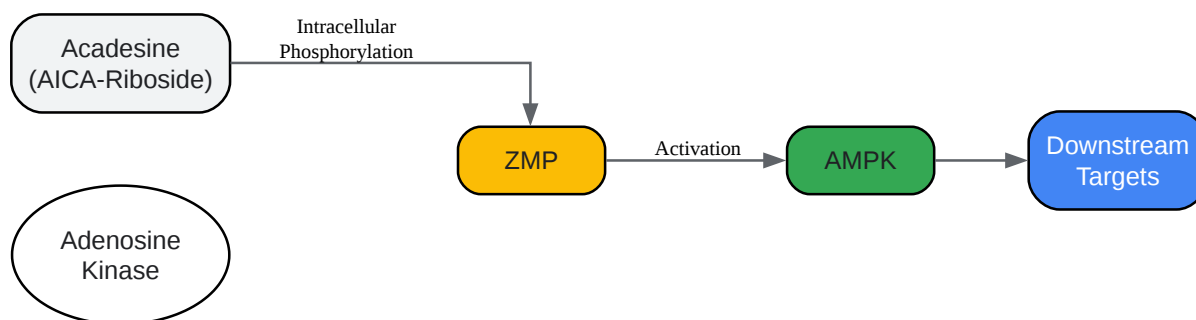 Acadesine
(AICA-Riboside)
Intracellular
Phosphorylation
ZMP
Activation
AMPK
Downstream
Targets
Adenosine
Kinase